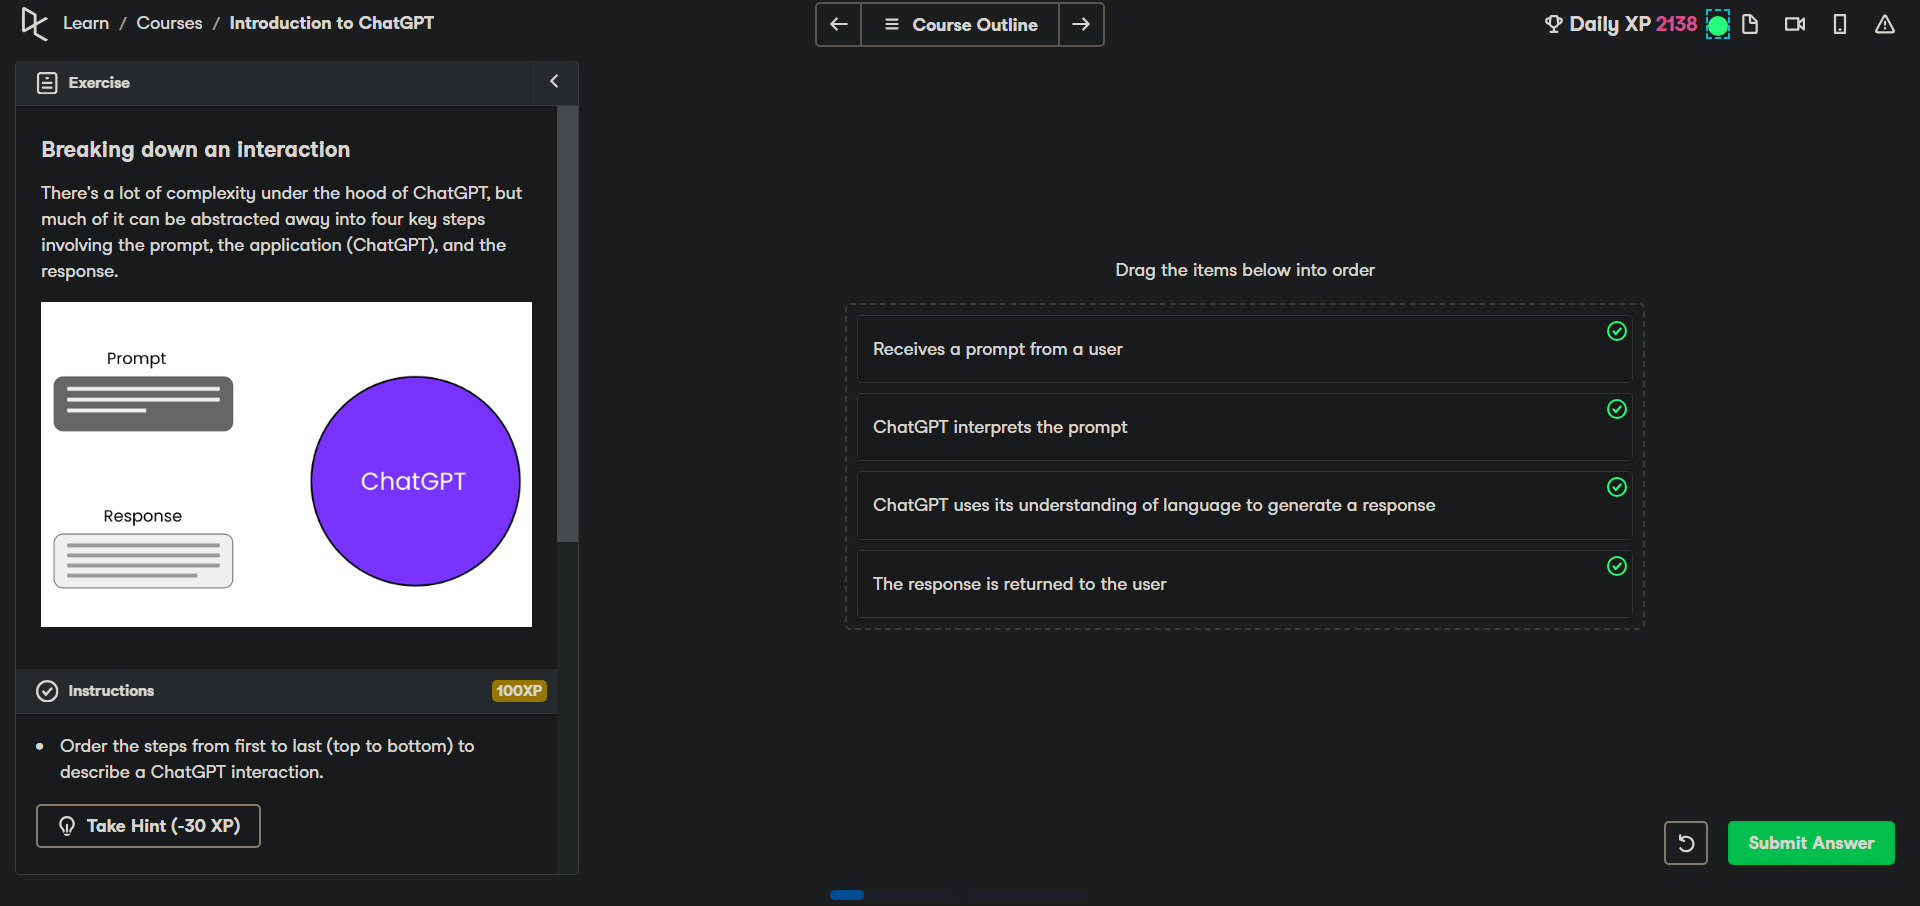 Learn / Courses / Introduction to ChatGPT
Course Outline
Daily XP 2138
Exercise
Breaking down an interaction
There's a lot of complexity under the hood of ChatGPT, but
much of it can be abstracted away into four key steps
involving the prompt, the application (ChatGPT), and the
response.
Prompt
ChatGPT
Response
Instructions
100XP
Order the steps from first to last (top to bottom) to
describe a ChatGPT interaction.
Take Hint (-30 XP)
Drag the items below into order
Receives a prompt from a user
ChatGPT interprets the prompt
ChatGPT uses its understanding of language to generate a response
The response is returned to the user
Submit Answer